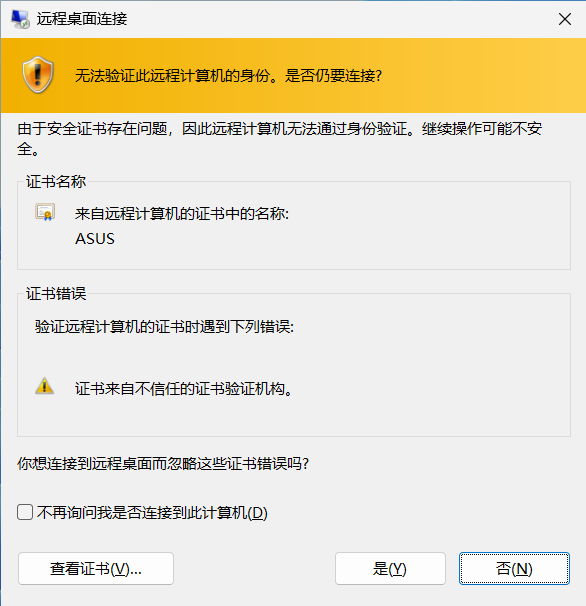 远程桌面连接
无法验证此远程计算机的身份。是否仍要连接?
由于安全证书存在问题，因此远程计算机无法通过身份验证。继续操作可能不安
全。
证书名称
来自远程计算机的证书中的名称:
ASUS
证书错误
验证远程计算机的证书时遇到下列错误:
证书来自不信任的证书验证机构。
你想连接到远程桌面而忽略这些证书错误吗?
不再询问我是否连接到此计算机(D)
查看证书(V)...
是(Y)
否(N)